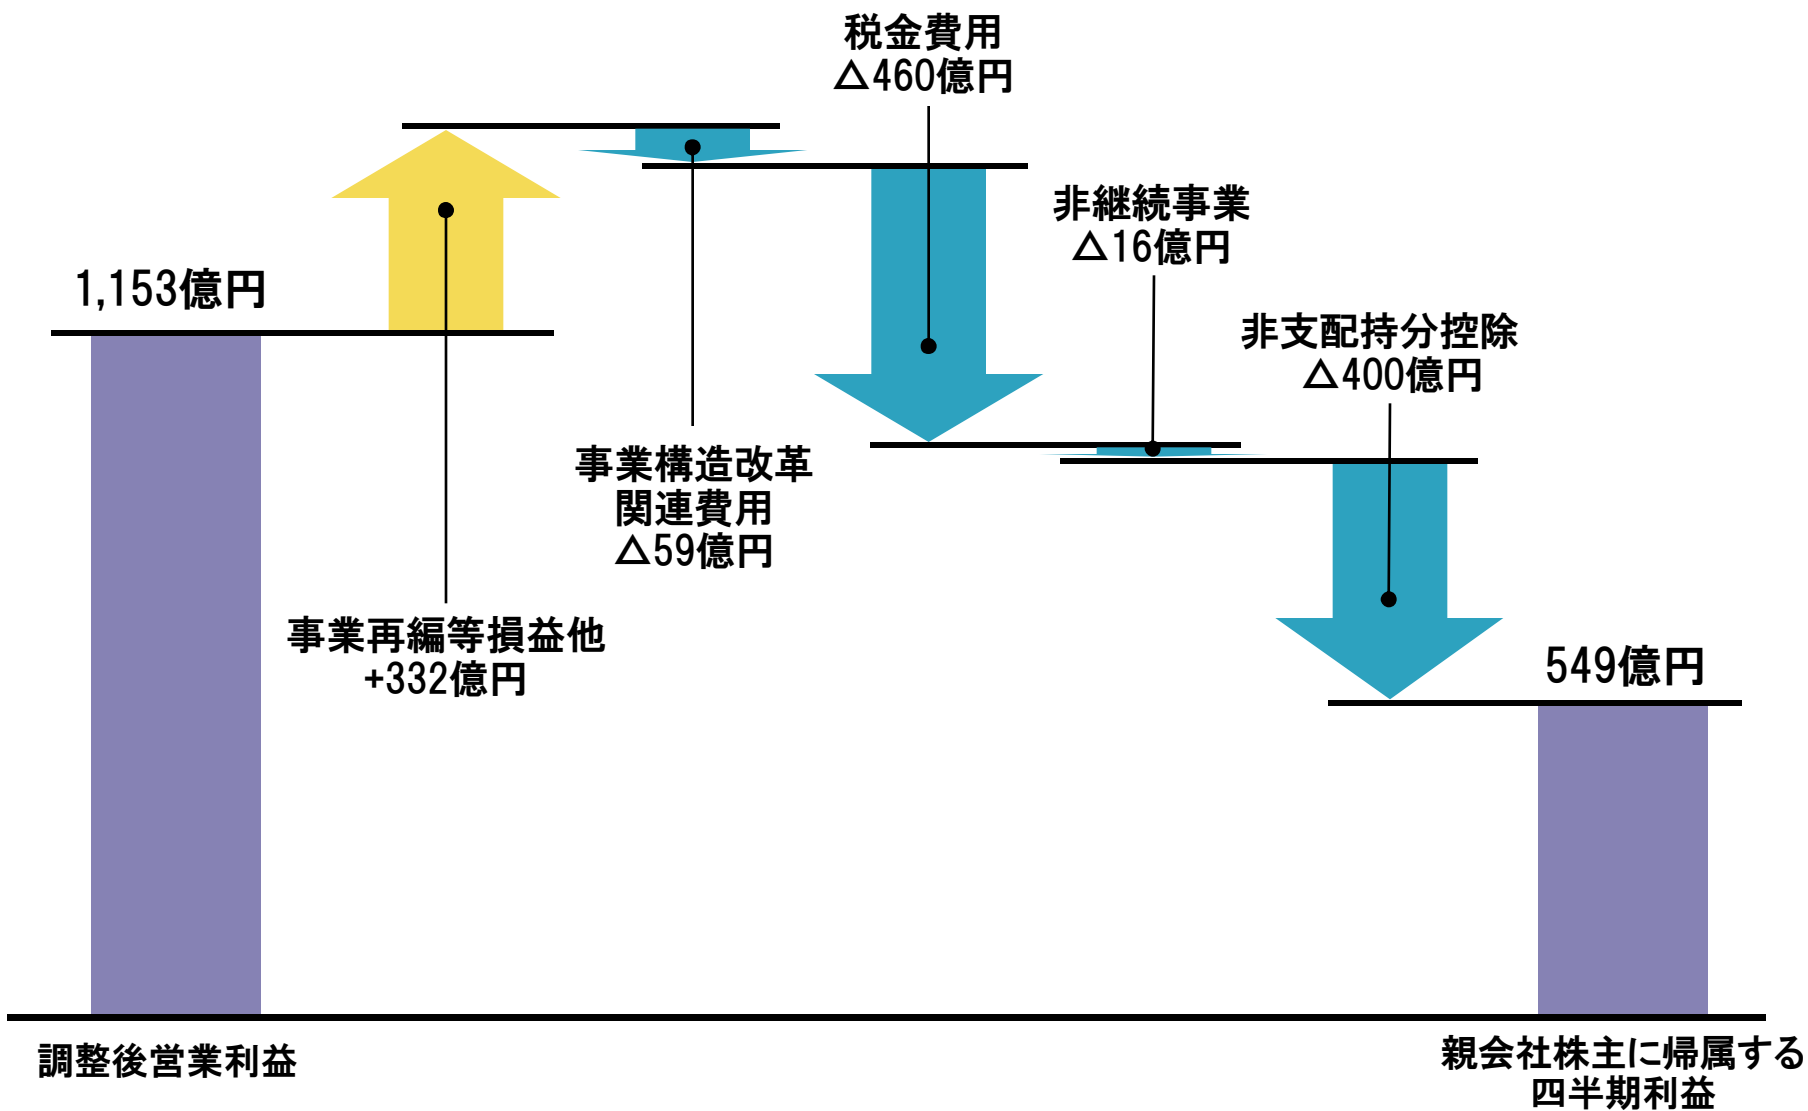 税金費用
△460億円
非継続事業
△16億円
1,153億円
非支配持分控除
△400億円
事業構造改革
関連費用
△59億円
事業再編等損益他
+332億円
549億円
調整後営業利益
親会社株主に帰属する
四半期利益